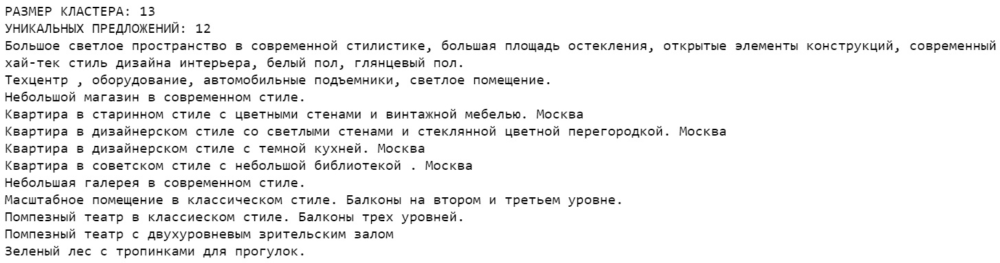 РАЗМЕР КЛАСТЕРА: 13
УНИКАЛЬНЫХ ПРЕДЛОЖЕНИЙ: 12
Большое светлое пространство в современной стилистике, большая площадь остекления, открытые элементы конструкций, современный
хай-тек стиль дизайна интерьера, белый пол, глянцевый пол.
Техцентр , оборудование, автомобильные подъемники, светлое помещение.
Небольшой магазин в современном стиле.
Квартира в старинном стиле с цветными стенами и винтажной мебелью. Москва
Квартира в дизайнерском стиле со светлыми стенами и стеклянной цветной перегородкой. Москва
Квартира в дизайнерском стиле с темной кухней. Москва
Квартира в советском стиле с небольшой библиотекой . Москва
Небольшая галерея в современном стиле.
Масштабное помещение в классическом стиле. Балконы на втором и третьем уровне.
Помпезный театр в классиеском стиле. Балконы трех уровней.
Помпезный театр с двухуровневым зрительским залом
Зеленый лес с тропинками для прогулок.